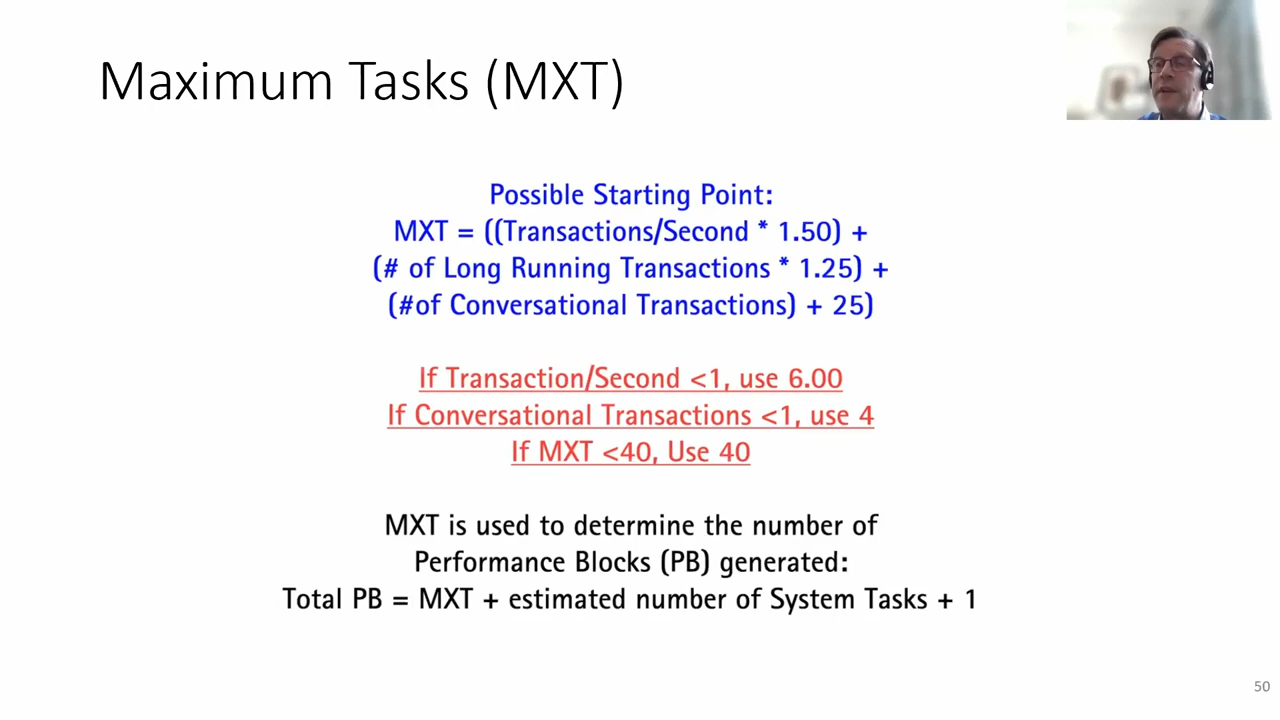 Maximum Tasks (MXT)
Possible Starting Point:
MXT = ((Transactions/Second * 1.50) +
(# of Long Running Transactions * 1.25) +
(#of Conversational Transactions) + 25)
If Transaction/Second <1, use 6.00
If Conversational Transactions <1, use 4
If MXT <40, Use 40
MXT is used to determine the number of
Performance Blocks (PB) generated:
Total PB = MXT + estimated number of System Tasks + 1
50